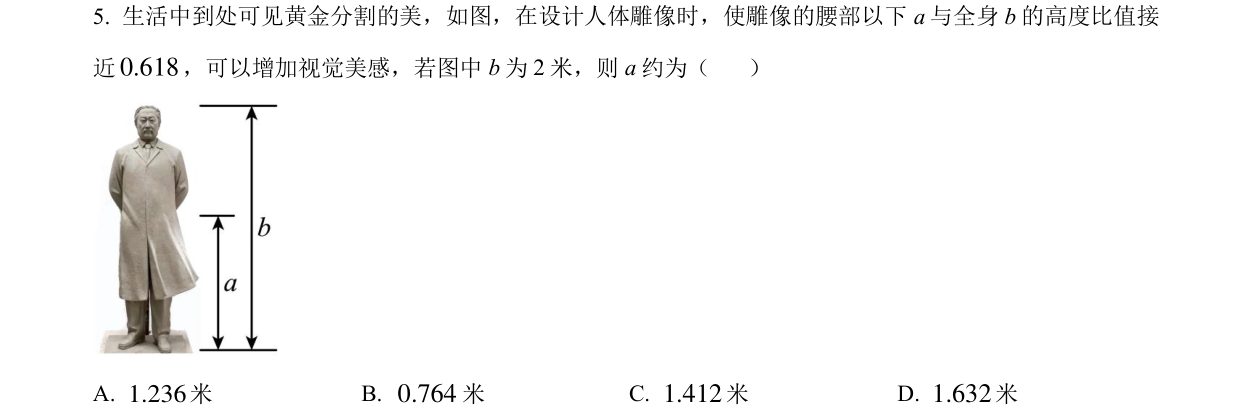 5. 生活中到处可见黄金分割的美，如图，在设计人体雕像时，使雕像的腰部以下 a 与全身 b 的高度比值接
近 0.618，可以增加视觉美感，若图中 b 为 2 米，则 a 约为（　　）
b
a
A. 1.236 米　　B. 0.764 米　　C. 1.412 米　　D. 1.632 米